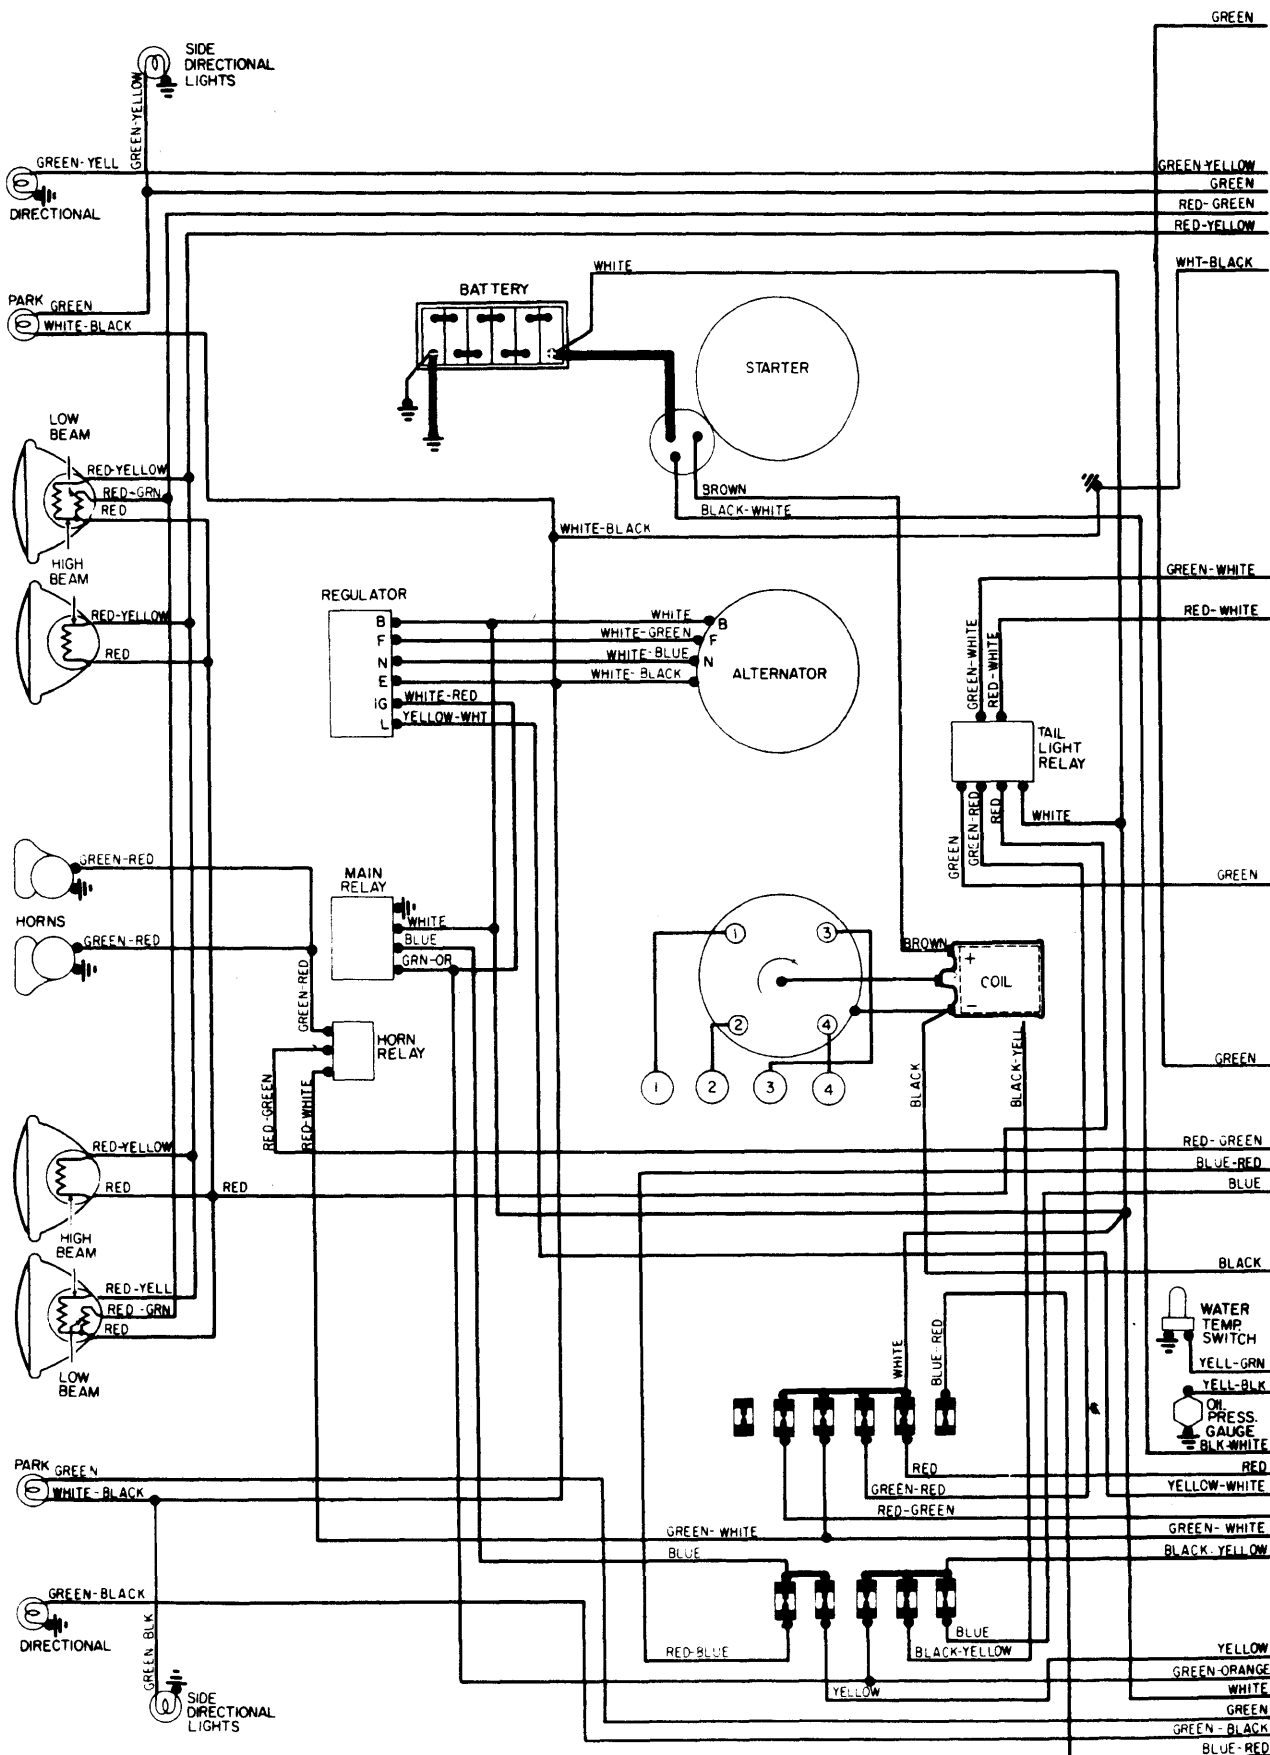 GREEN
SIDE
DIRECTIONAL
LIGHTS
GREEN-YELLOW
GREEN-YELL
DIRECTIONAL
GREEN-YELLOW
GREEN
RED-GREEN
RED-YELLOW
WHT-BLACK
WHITE
BATTERY
STARTER
PARK
GREEN
WHITE-BLACK
LOW
BEAM
RED-YELLOW
RED-GRN
RED
HIGH
BEAM
BROWN
BLACK-WHITE
WHITE-BLACK
GREEN-WHITE
RED-WHITE
RED-YELLOW
RED
REGULATOR
B
F
N
E
IG
L
WHITE
WHITE-GREEN
WHITE-BLUE
WHITE-BLACK
WHITE-RED
YELLOW-WHT
B
F
N
ALTERNATOR
GREEN-WHITE
RED-WHITE
TAIL
LIGHT
RELAY
GREEN
GREEN-RED
RED
WHITE
GREEN
GREEN-RED
HORNS
GREEN-RED
MAIN
RELAY
WHITE
BLUE
GRN-OR
GREEN-RED
HORN
RELAY
RED-GREEN
RED-WHITE
1
3
2
4
1
2
3
4
BROWN
+
COIL
-
BLACK
BLACK-YELL
GREEN
RED-GREEN
BLUE-RED
BLUE
RED-YELLOW
RED
RED
HIGH
BEAM
RED-YELL
RED-GRN
RED
LOW
BEAM
BLACK
WATER
TEMP.
SWITCH
YELL-GRN
YELL-BLK
OIL
PRESS.
GAUGE
BLK-WHITE
WHITE
BLUE-RED
RED
RED
GREEN-RED
YELLOW-WHITE
RED-GREEN
GREEN-WHITE
GREEN-WHITE
BLUE
BLACK-YELLOW
PARK
GREEN
WHITE-BLACK
GREEN-BLACK
DIRECTIONAL
GREEN BLK
SIDE
DIRECTIONAL
LIGHTS
RED-BLUE
YELLOW
BLACK-YELLOW
BLUE
YELLOW
GREEN-ORANGE
WHITE
GREEN
GREEN-BLACK
BLUE-RED